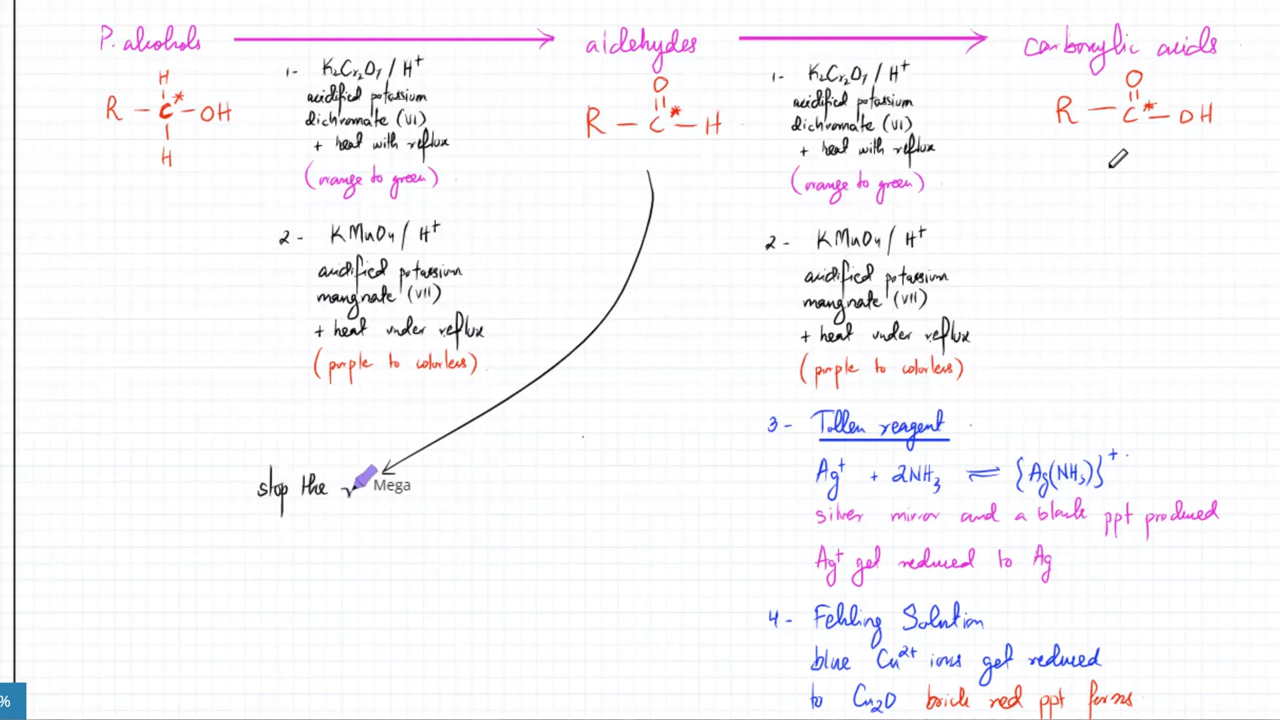 P. alcohols
H
R - C* - OH
H
1- K2Cr2O7 / H+
acidified potassium
dichromate (VI)
+ heat with reflux
(orange to green)
2- KMnO4 / H+
acidified potassium
mangnate (VII)
+ heat under reflux
(purple to colorless)
stop the
Mega
aldehydes
O
R - C* - H
1- K2Cr2O7 / H+
acidified potassium
dichromate (VI)
+ heat with reflux
(orange to green)
2- KMnO4 / H+
acidified potassium
mangnate (VII)
+ heat under reflux
(purple to colorless)
3- Tollen reagent
Ag+ + 2NH3 ⇌ {Ag(NH3)}+
silver mirror and a black ppt produced
Ag+ get reduced to Ag
4- Fehling Solution
blue Cu2+ ions get reduced
to Cu2O brick red ppt forms
carboxylic acids
O
R - C* - OH
%